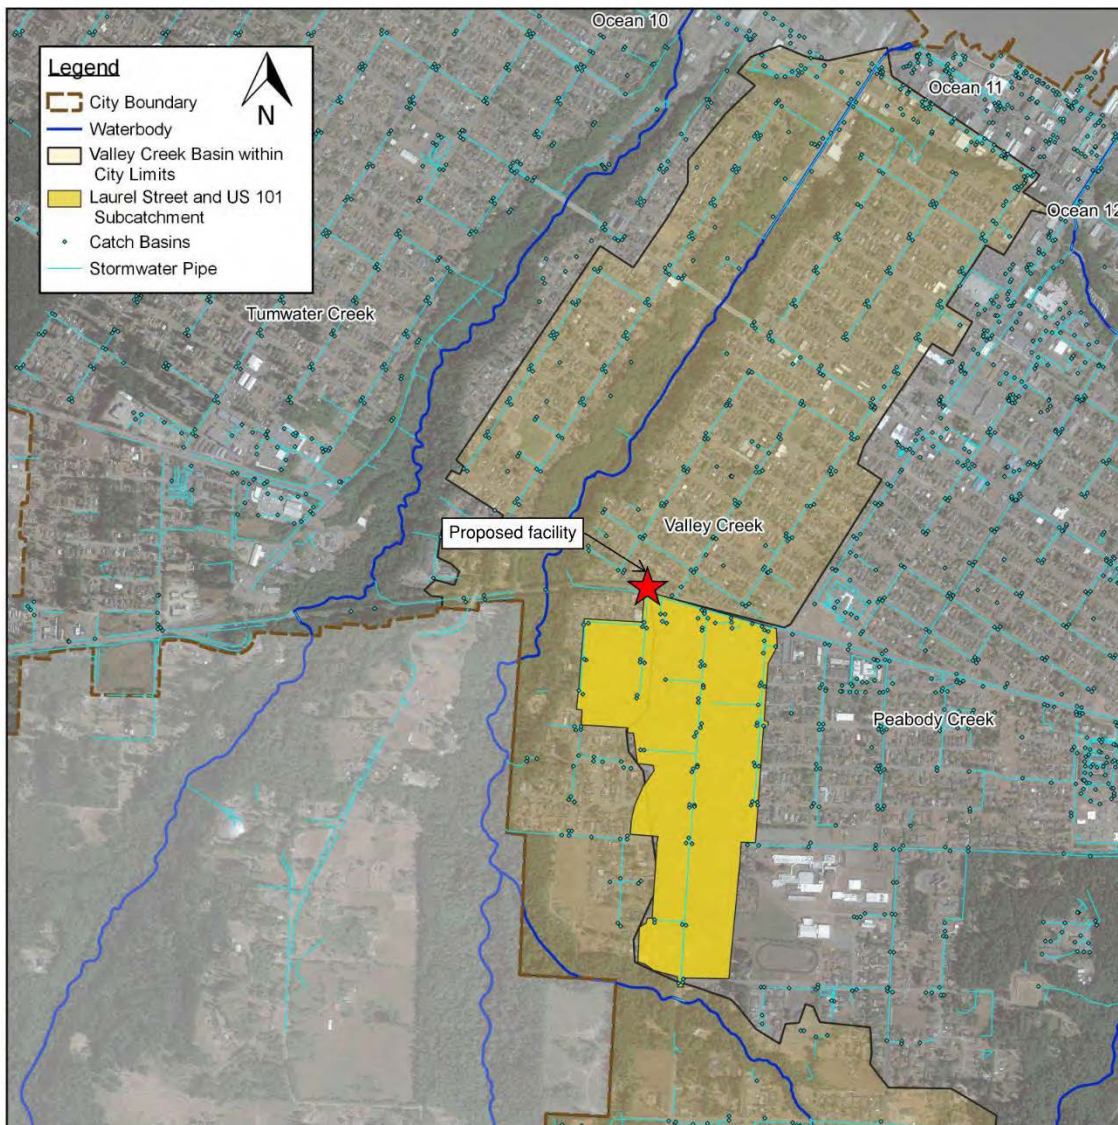 Ocean 10
Legend
N
City Boundary
Waterbody
Valley Creek Basin within
City Limits
Laurel Street and US 101
Subcatchment
Catch Basins
Stormwater Pipe
Ocean 11
Ocean 12
Tumwater Creek
Proposed facility
Valley Creek
Peabody Creek